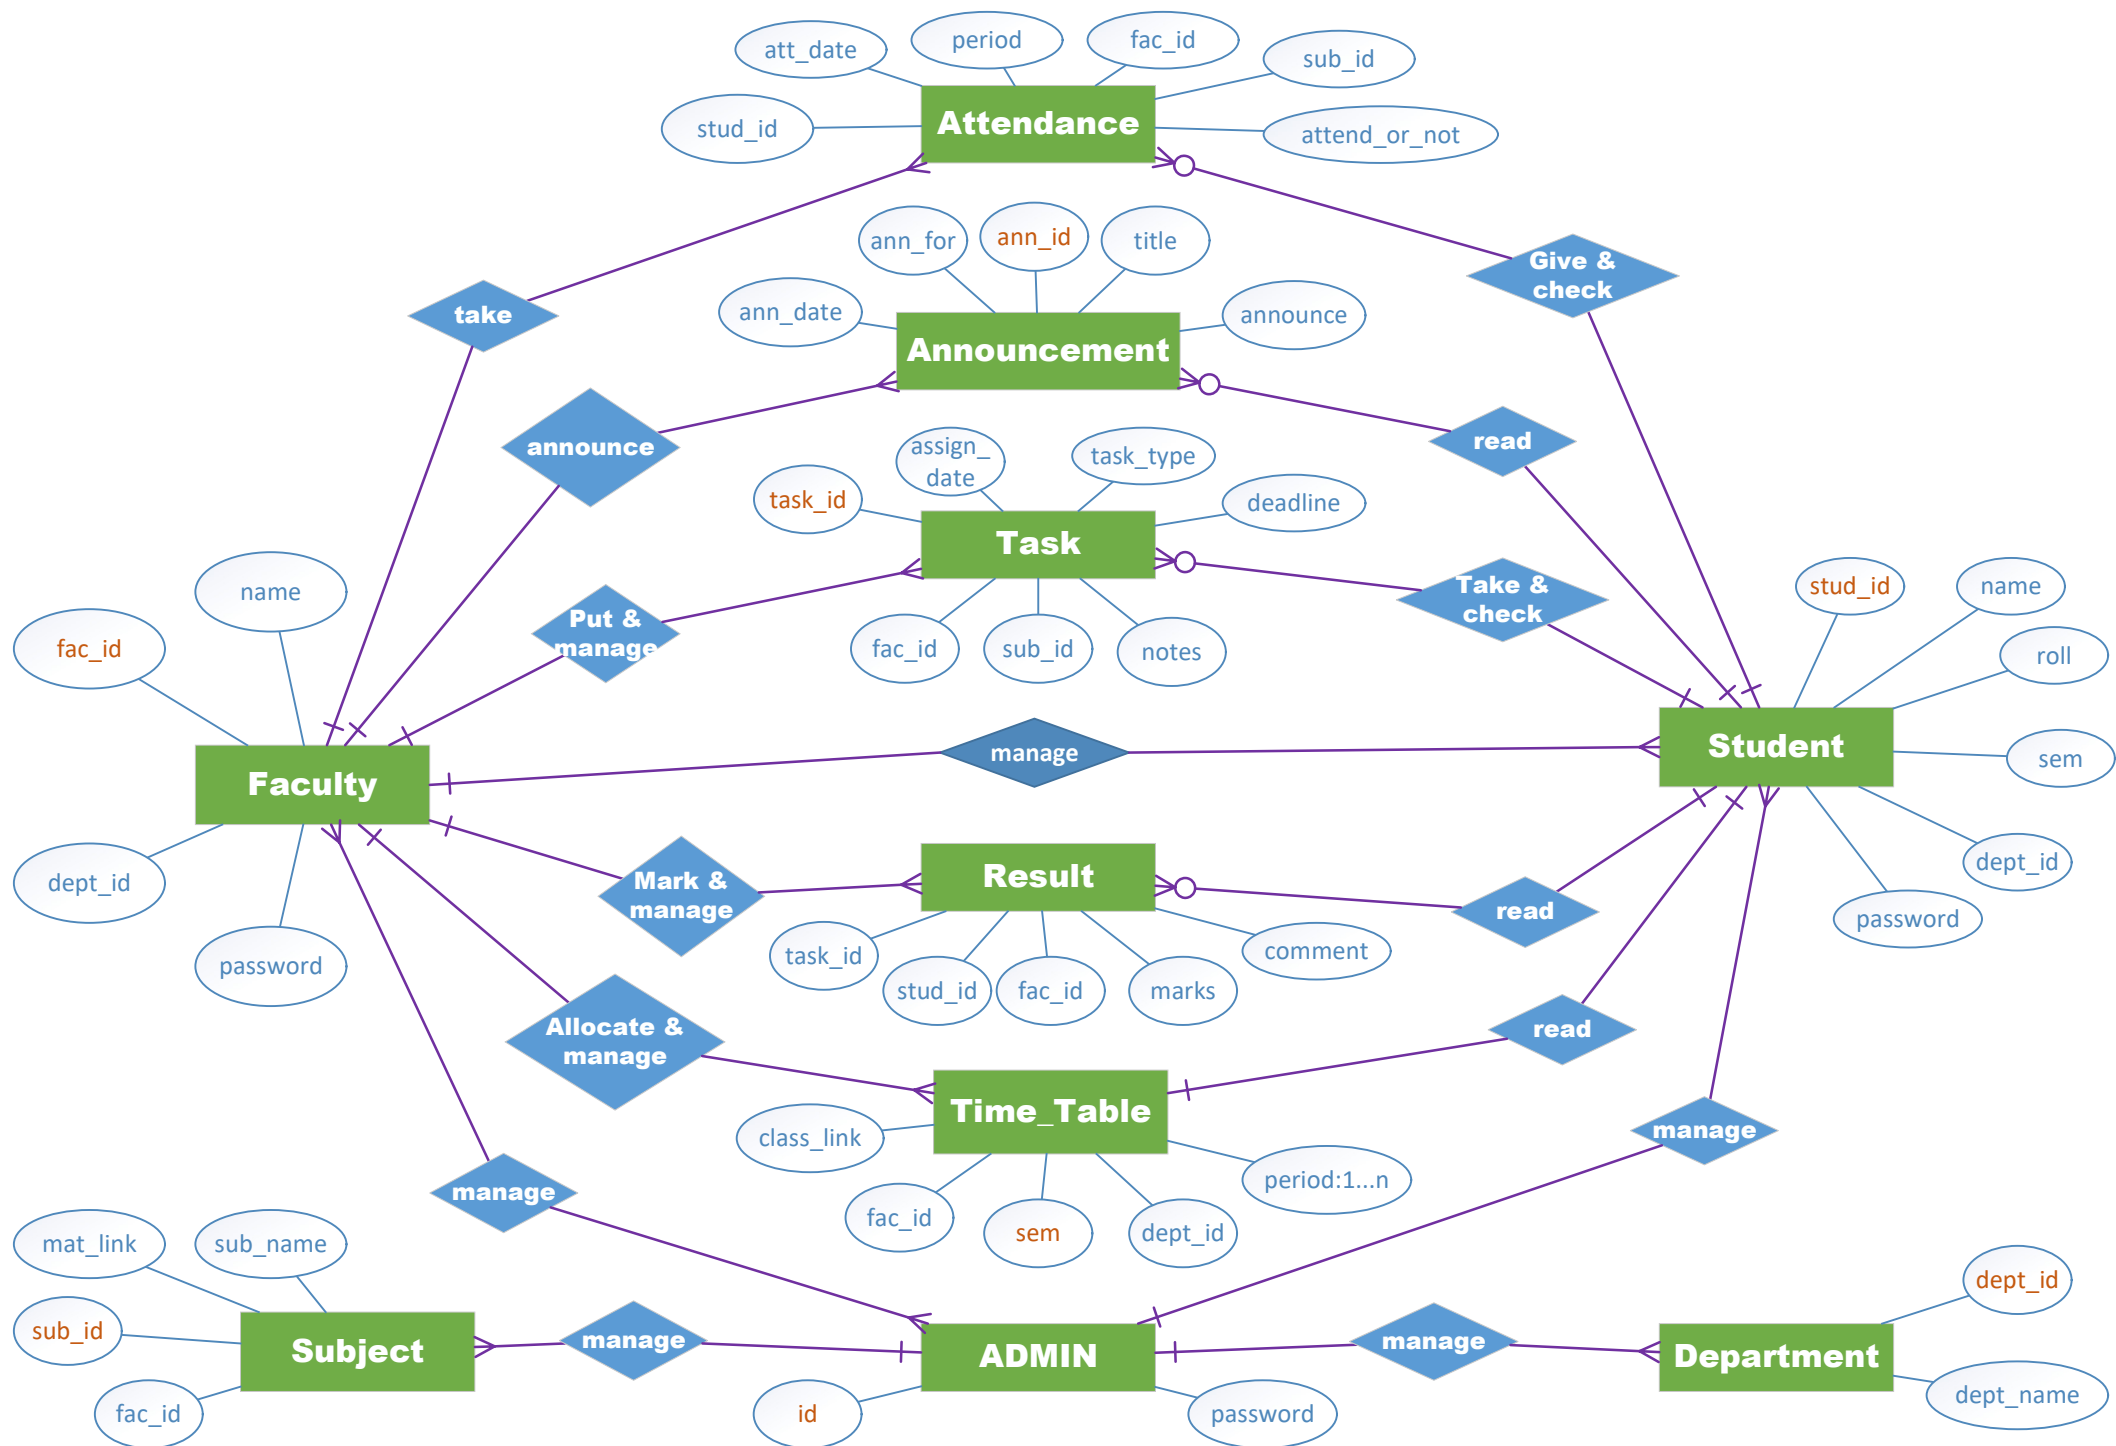 att_date
period
fac_id
sub_id
stud_id
Attendance
attend_or_not
ann_for
ann_id
title
Give &
check
ann_date
announce
take
Announcement
announce
read
assign_
date
task_type
task_id
deadline
Task
Put &
manage
Take &
check
fac_id
sub_id
notes
name
fac_id
stud_id
name
roll
manage
Student
sem
Faculty
dept_id
password
Mark &
manage
Result
read
dept_id
password
task_id
stud_id
fac_id
marks
comment
Allocate &
manage
read
Time_Table
class_link
manage
period:1...n
fac_id
sem
dept_id
manage
mat_link
sub_name
sub_id
Subject
fac_id
manage
ADMIN
id
password
manage
Department
dept_id
dept_name